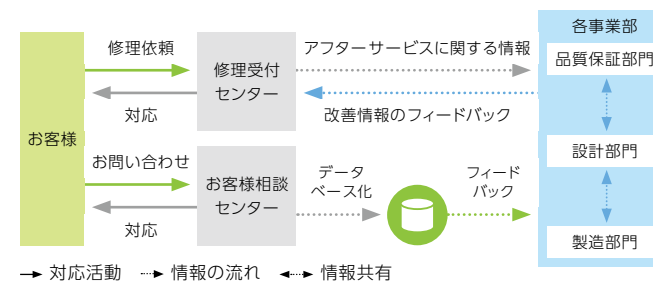 お客様
修理依頼
対応
お問い合わせ
対応
修理受付
センター
お客様相談
センター
アフターサービスに関する情報
改善情報のフィードバック
データ
ベース化
フィード
バック
各事業部
品質保証部門
設計部門
製造部門
対応活動 情報の流れ 情報共有